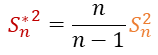 $S_n^{*2} = \frac{n}{n-1} S_n^2$